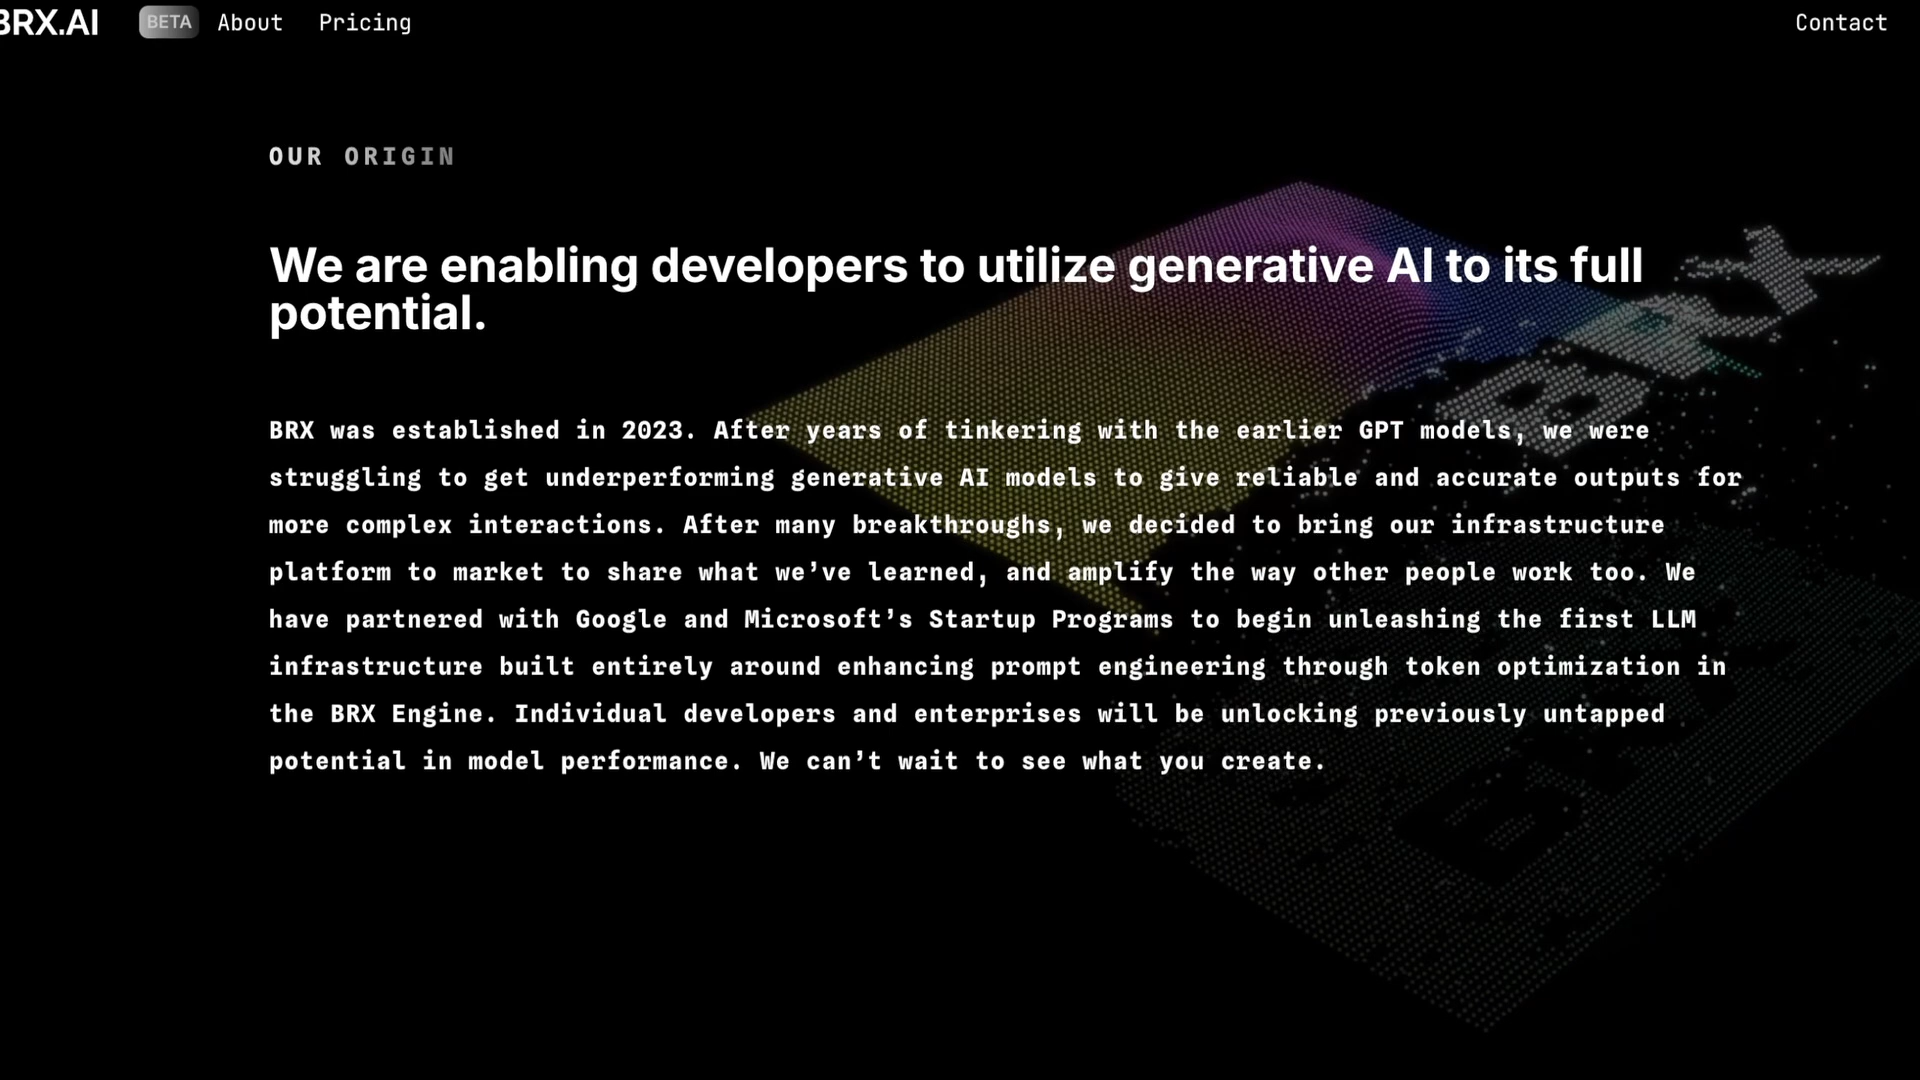 BRX.AI BETA About Pricing Contact
OUR ORIGIN
We are enabling developers to utilize generative AI to its full
potential.
BRX was established in 2023. After years of tinkering with the earlier GPT models, we were
struggling to get underperforming generative AI models to give reliable and accurate outputs for
more complex interactions. After many breakthroughs, we decided to bring our infrastructure
platform to market to share what we’ve learned, and amplify the way other people work too. We
have partnered with Google and Microsoft’s Startup Programs to begin unleashing the first LLM
infrastructure built entirely around enhancing prompt engineering through token optimization in
the BRX Engine. Individual developers and enterprises will be unlocking previously untapped
potential in model performance. We can’t wait to see what you create.
BRX